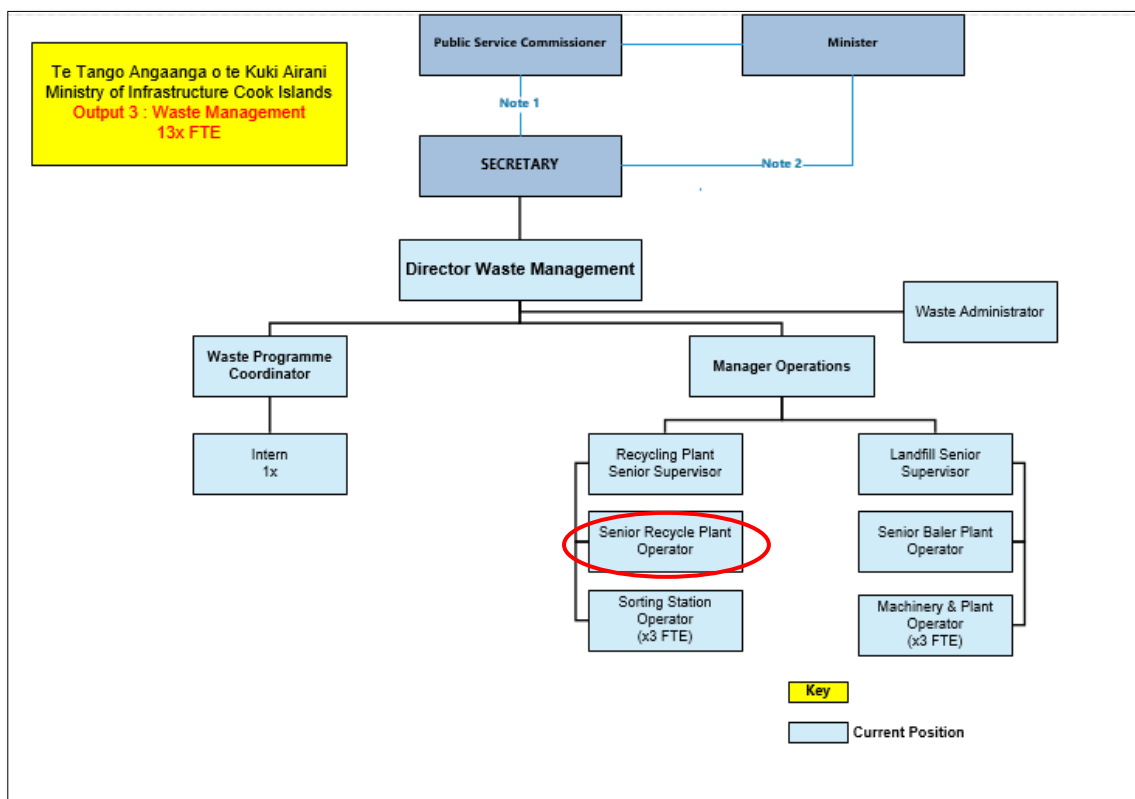 Public Service Commissioner
Minister
Te Tango Angaanga o te Kuki Airani
Ministry of Infrastructure Cook Islands
Output 3 : Waste Management
13x FTE
Note 1
SECRETARY
Note 2
Director Waste Management
Waste Administrator
Waste Programme
Coordinator
Manager Operations
Intern
1x
Recycling Plant
Senior Supervisor
Landfill Senior
Supervisor
Senior Recycle Plant
Operator
Senior Baler Plant
Operator
Sorting Station
Operator
(x3 FTE)
Machinery & Plant
Operator
(x3 FTE)
Key
Current Position